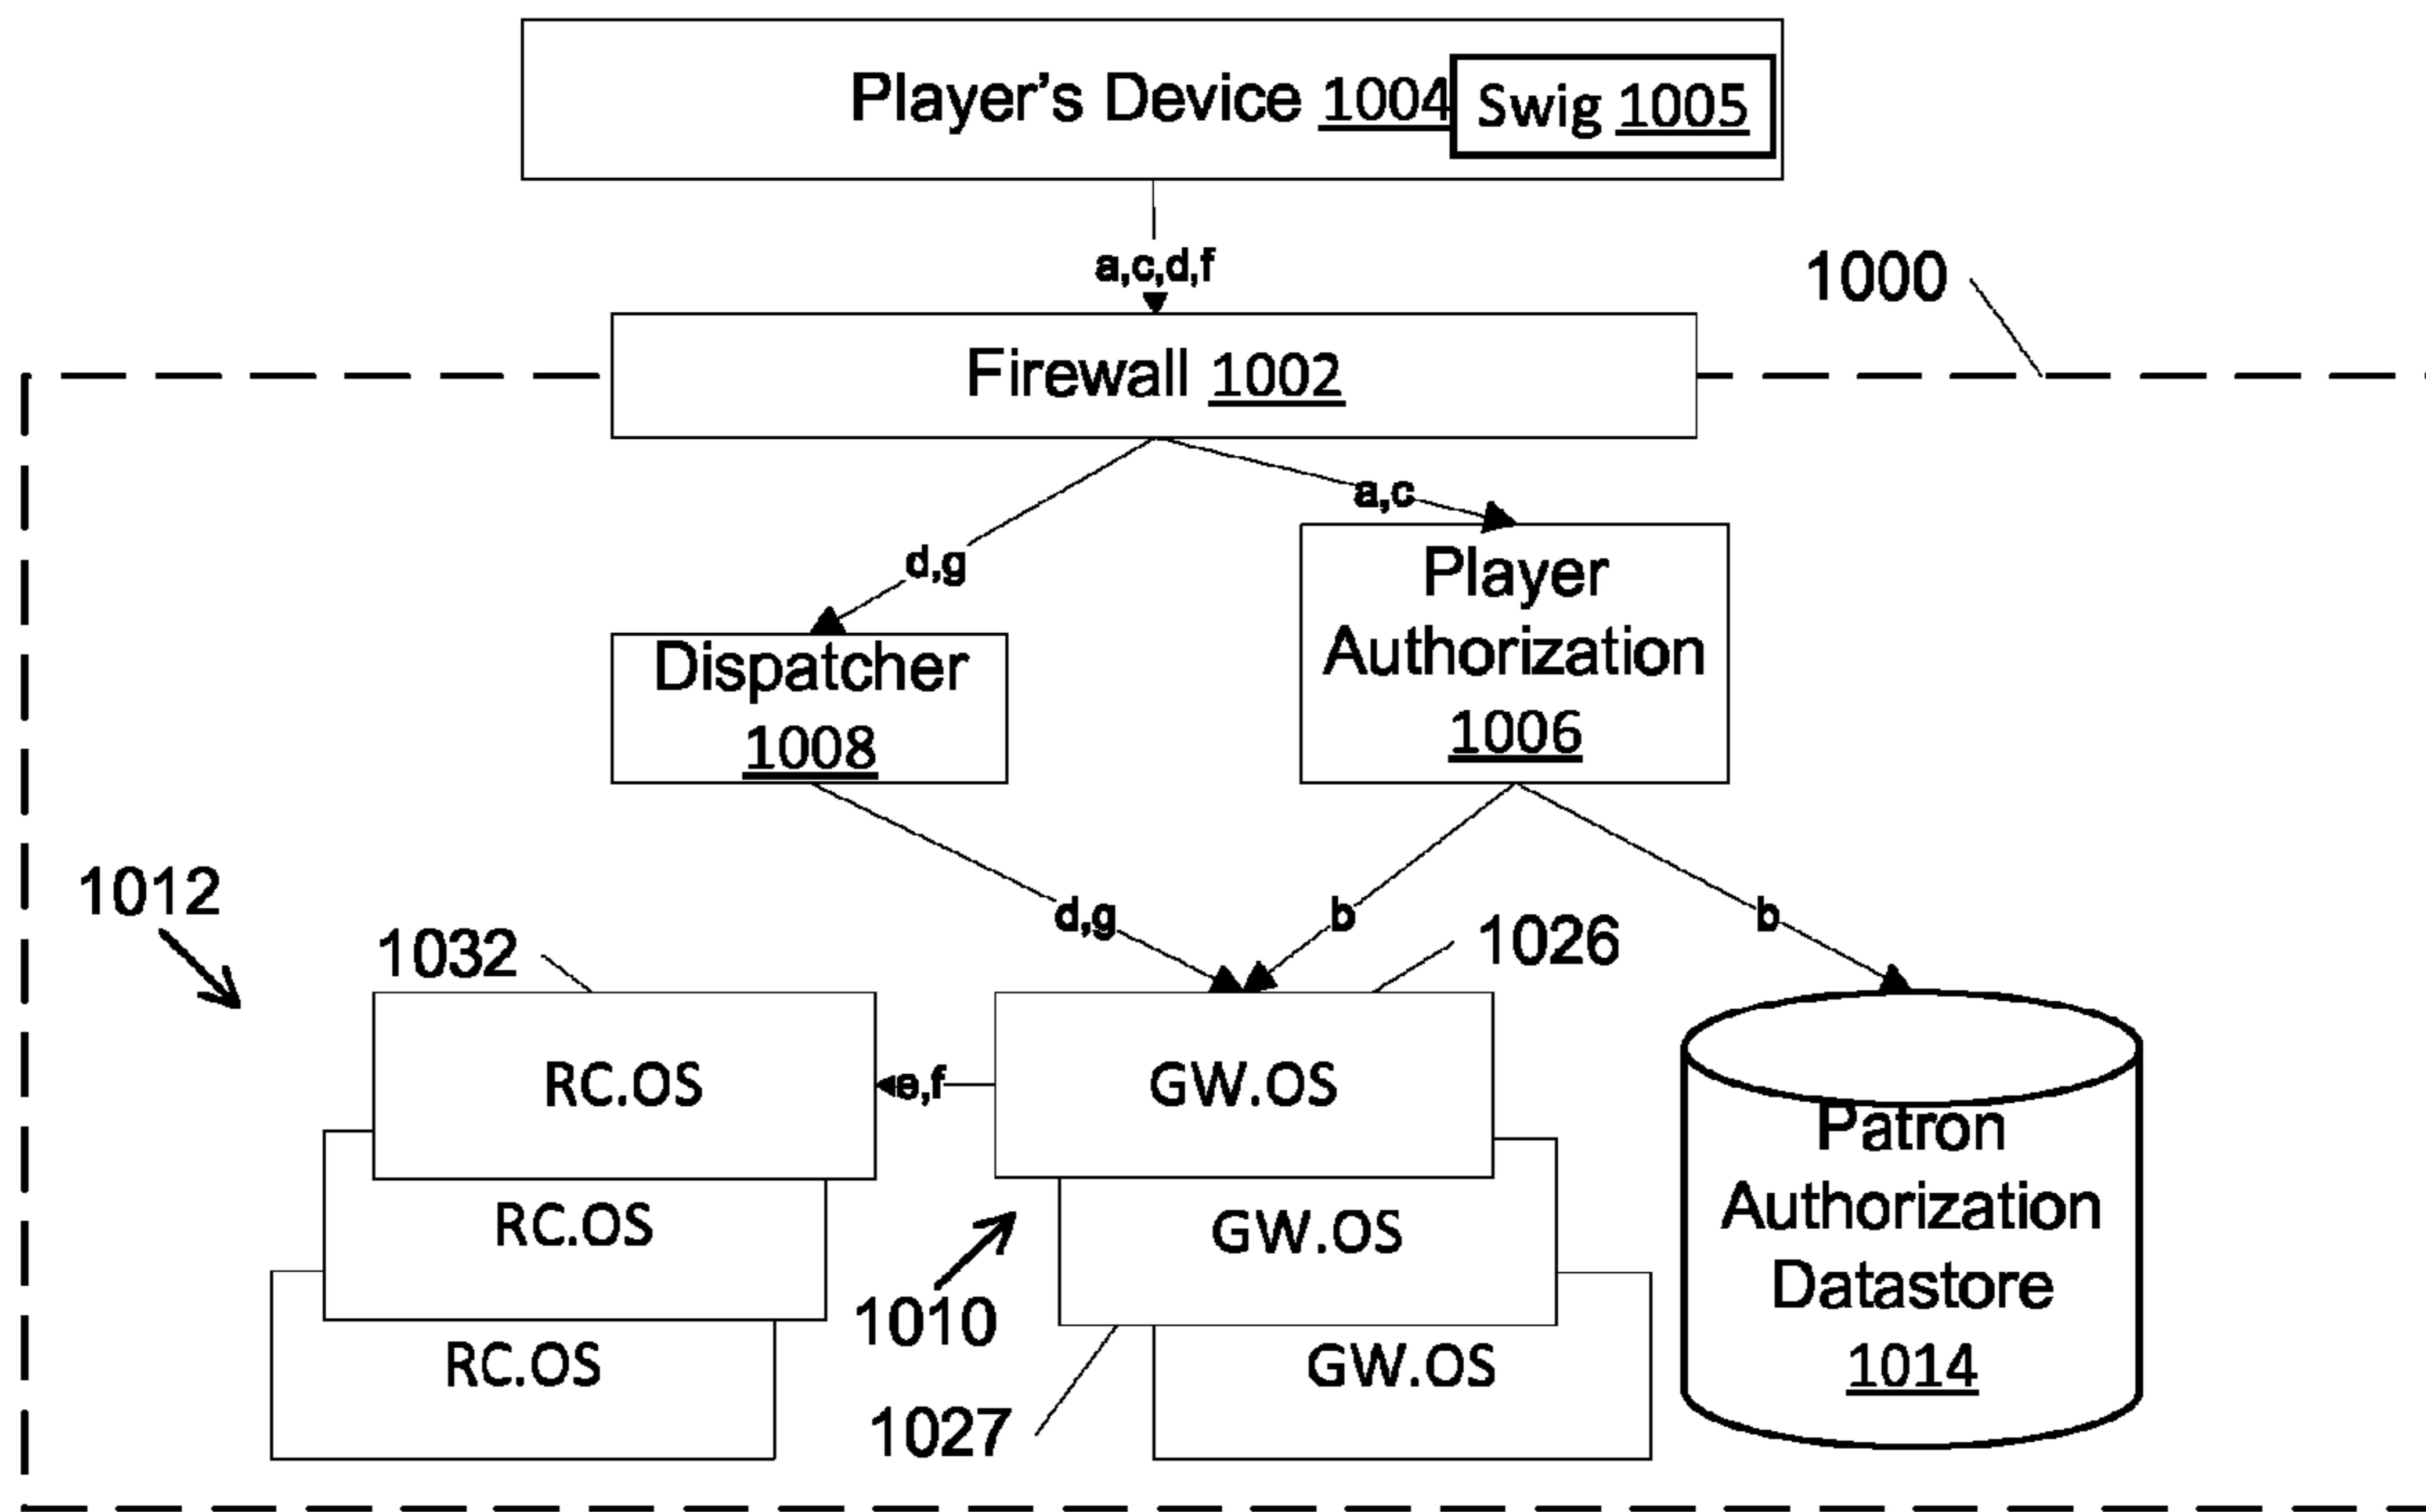 Player's Device 1004
Swig 1005
a,c,d,f
1000
Firewall 1002
a,c
d,g
Player
Authorization
1006
Dispatcher
1008
1012
1032
d,g
b
1026
b
RC.OS
e,f
GW.OS
Patron
Authorization
Datastore
1014
RC.OS
GW.OS
1010
RC.OS
GW.OS
1027